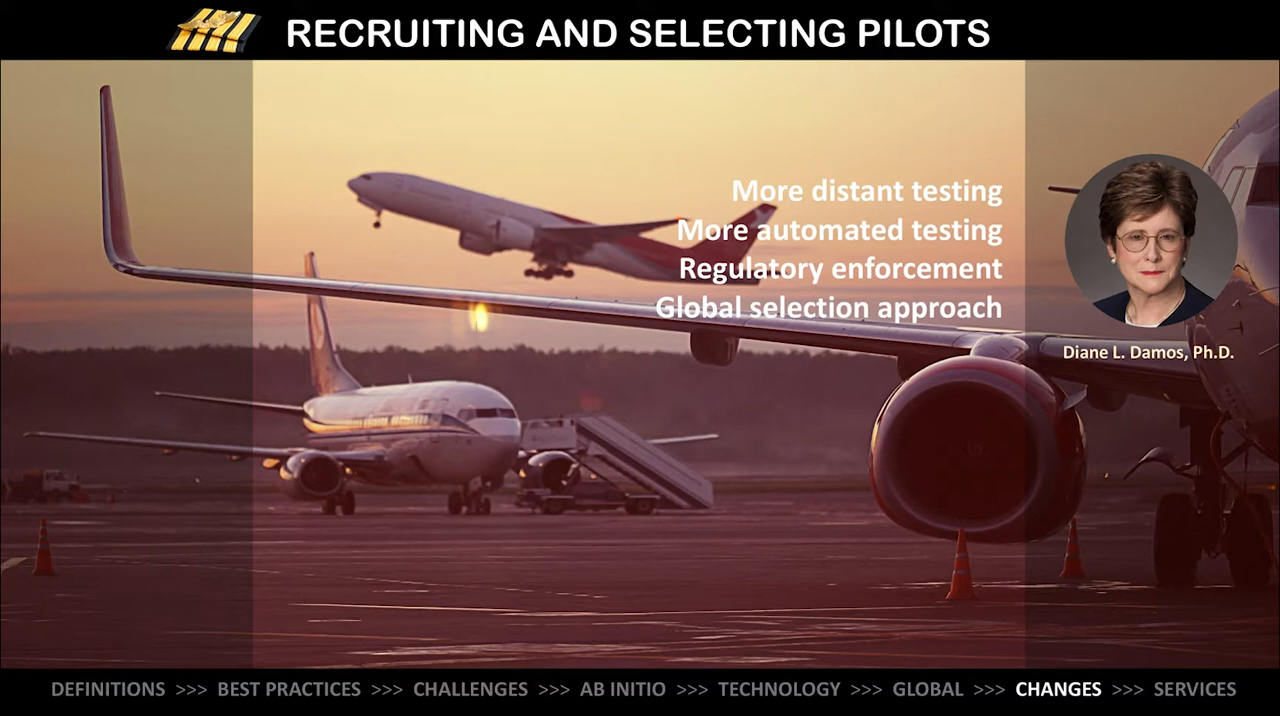 RECRUITING AND SELECTING PILOTS
More distant testing
More automated testing
Regulatory enforcement
Global selection approach
Diane L. Damos, Ph.D.
DEFINITIONS >>> BEST PRACTICES >>> CHALLENGES >>> AB INITIO >>> TECHNOLOGY >>> GLOBAL >>> CHANGES >>> SERVICES